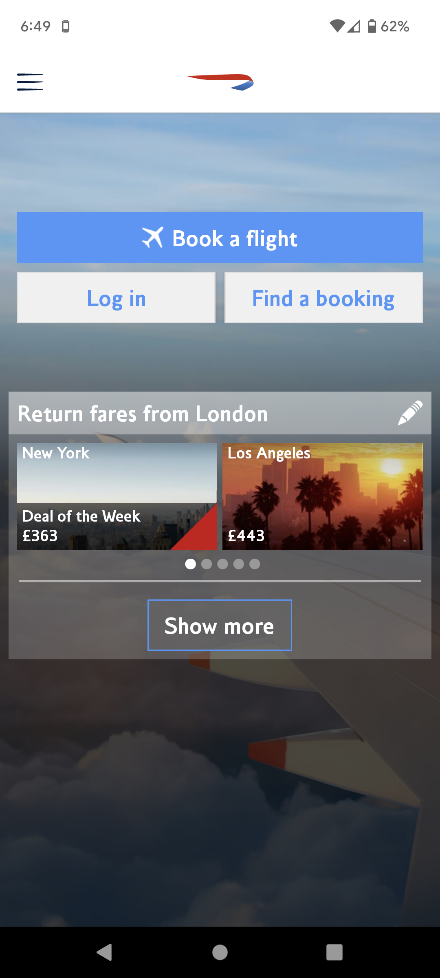 6:49
62%
Book a flight
Log in
Find a booking
Return fares from London
New York
Deal of the Week
£363
Los Angeles
£443
Show more